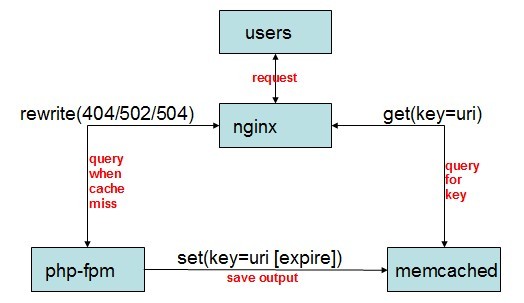 users
request
rewrite(404/502/504)
nginx
get(key=uri)
query
when
cache
miss
query
for
key
php-fpm
set(key=uri [expire])
save output
memcached